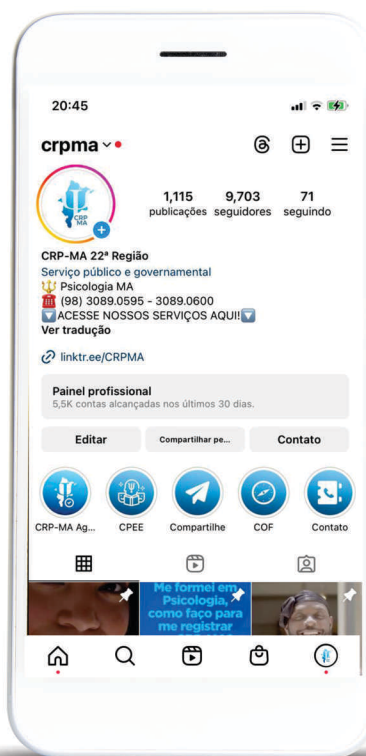 20:45
crpma
CRP
MA
1,115 9,703 71
publicações seguidores seguindo
CRP-MA 22ª Região
Serviço público e governamental
🔱 Psicologia MA
☎️ (98) 3089.0595 - 3089.0600
🔽ACESSE NOSSOS SERVIÇOS AQUI!🔽
Ver tradução
linktr.ee/CRPMA
Painel profissional
5,5K contas alcançadas nos últimos 30 dias.
Editar Compartilhar pe... Contato
CRP-MA Ag... CPEE Compartilhe COF Contato
Me formei em
Psicologia,
como faço para
me registrar